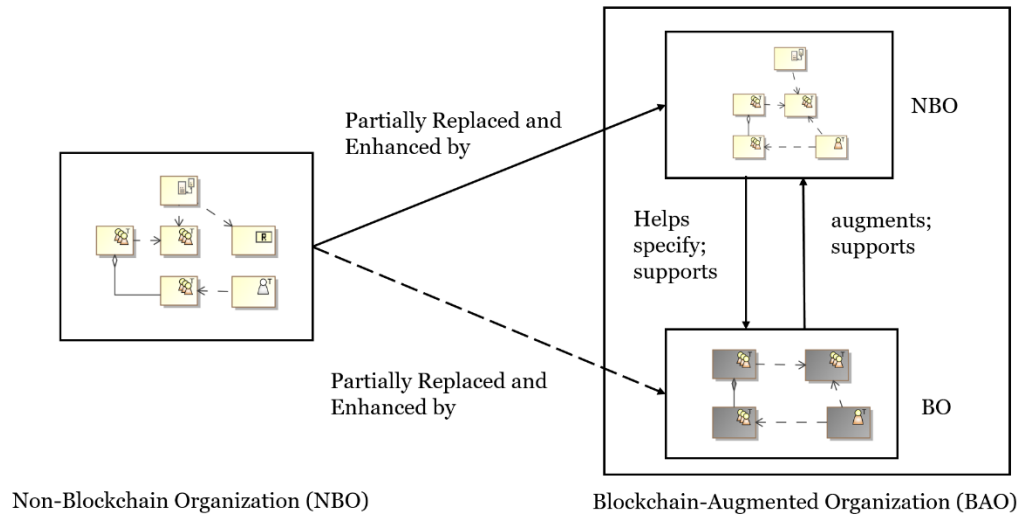 Partially Replaced and
Enhanced by
NBO
R
Helps
specify;
supports
augments;
supports
Partially Replaced and
Enhanced by
BO
Non-Blockchain Organization (NBO)
Blockchain-Augmented Organization (BAO)